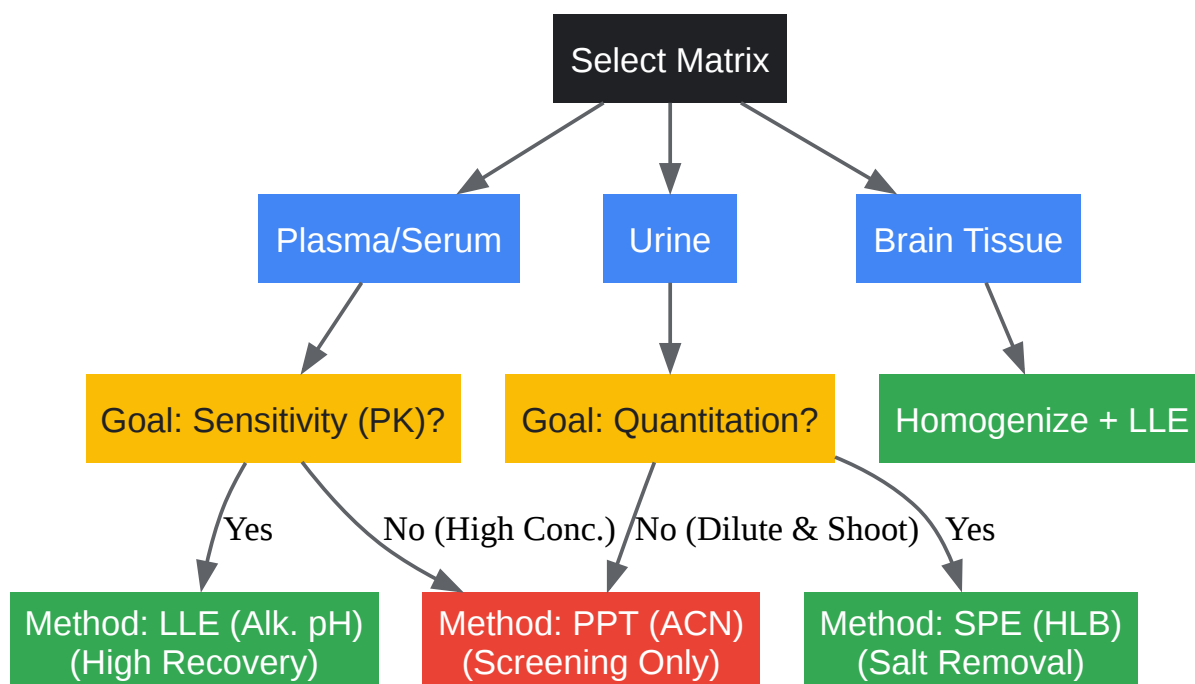 Select Matrix
Plasma/Serum
Urine
Brain Tissue
Goal: Sensitivity (PK)?
Goal: Quantitation?
Homogenize + LLE
Yes
No (High Conc.)
No (Dilute & Shoot)
Yes
Method: LLE (Alk. pH)
(High Recovery)
Method: PPT (ACN)
(Screening Only)
Method: SPE (HLB)
(Salt Removal)